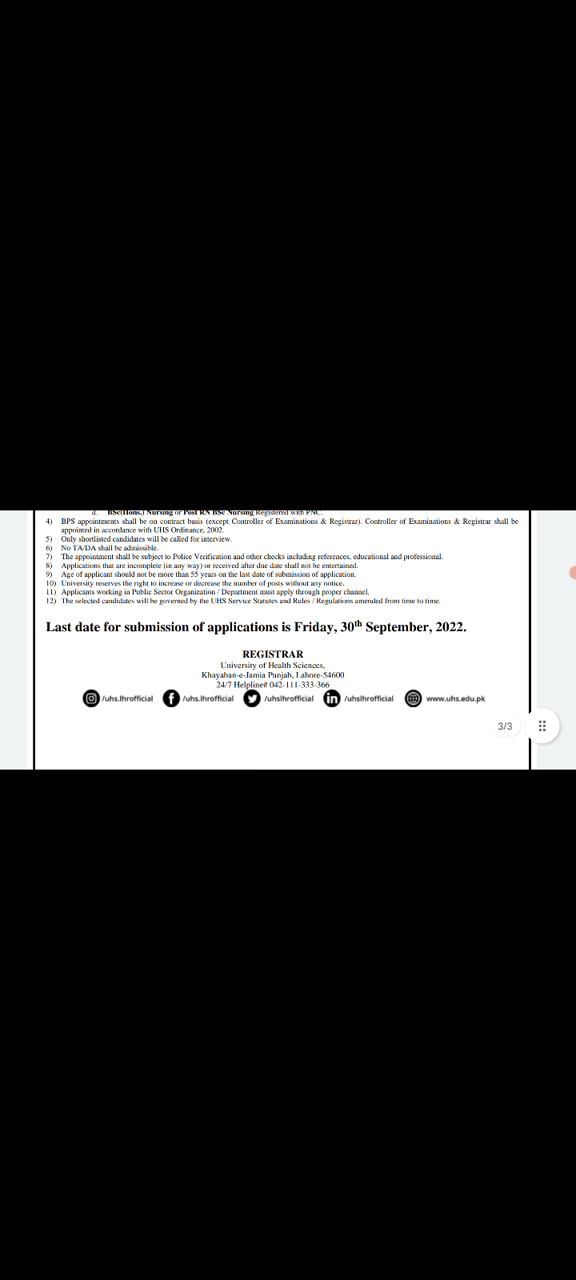 d. BSc(Hons.) Nursing or Post RN BSc Nursing Registered with PNC.
4) BPS appointments shall be on contract basis (except Controller of Examinations & Registrar). Controller of Examinations & Registrar shall be
appointed in accordance with UHS Ordinance, 2002.
5) Only shortlisted candidates will be called for interview.
6) No TA/DA shall be admissible.
7) The appointment shall be subject to Police Verification and other checks including references, educational and professional.
8) Applications that are incomplete (in any way) or received after due date shall not be entertained.
9) Age of applicant should not be more than 55 years on the last date of submission of application.
10) University reserves the right to increase or decrease the number of posts without any notice.
11) Applicants working in Public Sector Organization / Department must apply through proper channel.
12) The selected candidates will be governed by the UHS Service Statutes and Rules / Regulations amended from time to time.
Last date for submission of applications is Friday, 30th September, 2022.
REGISTRAR
University of Health Sciences,
Khayaban-e-Jamia Punjab, Lahore-54600
24/7 Helpline# 042-111-333-366
/uhs.lhrofficial /uhs.lhrofficial /uhslhrofficial /uhslhrofficial www.uhs.edu.pk
3/3